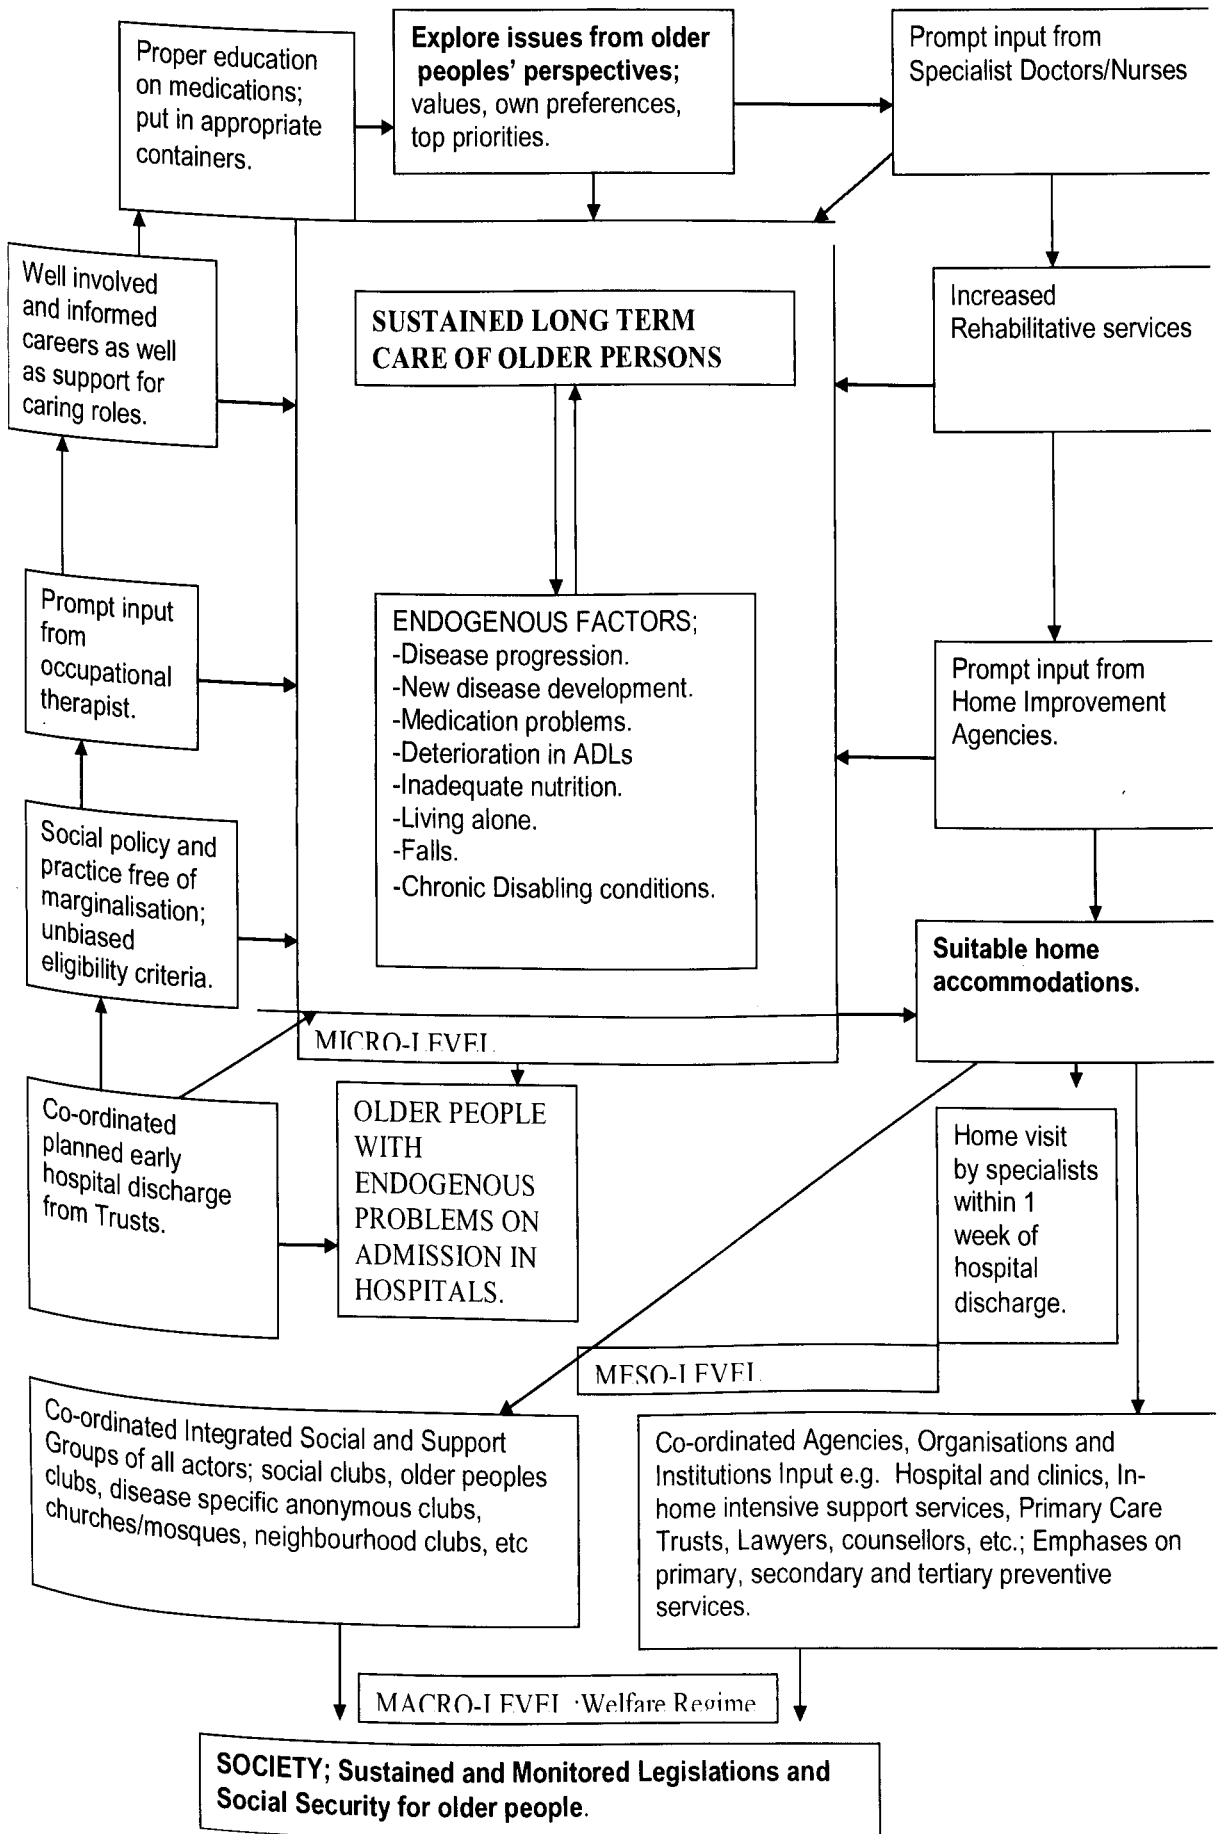 Proper education
on medications;
put in appropriate
containers.
Explore issues from older
peoples’ perspectives;
values, own preferences,
top priorities.
Prompt input from
Specialist Doctors/Nurses
Well involved
and informed
careers as well
as support for
caring roles.
SUSTAINED LONG TERM
CARE OF OLDER PERSONS
Increased
Rehabilitative services
Prompt input
from
occupational
therapist.
ENDOGENOUS FACTORS;
-Disease progression.
-New disease development.
-Medication problems.
-Deterioration in ADLs
-Inadequate nutrition.
-Living alone.
-Falls.
-Chronic Disabling conditions.
Prompt input from
Home Improvement
Agencies.
Social policy and
practice free of
marginalisation;
unbiased
eligibility criteria.
Suitable home
accommodations.
MICRO-LEVEL
Co-ordinated
planned early
hospital discharge
from Trusts.
OLDER PEOPLE
WITH
ENDOGENOUS
PROBLEMS ON
ADMISSION IN
HOSPITALS.
Home visit
by specialists
within 1
week of
hospital
discharge.
MESO-LEVEL
Co-ordinated Integrated Social and Support
Groups of all actors; social clubs, older peoples
clubs, disease specific anonymous clubs,
churches/mosques, neighbourhood clubs, etc
Co-ordinated Agencies, Organisations and
Institutions Input e.g. Hospital and clinics, In-
home intensive support services, Primary Care
Trusts, Lawyers, counsellors, etc.; Emphases on
primary, secondary and tertiary preventive
services.
MACRO-LEVEL :Welfare Regime
SOCIETY; Sustained and Monitored Legislations and
Social Security for older people.